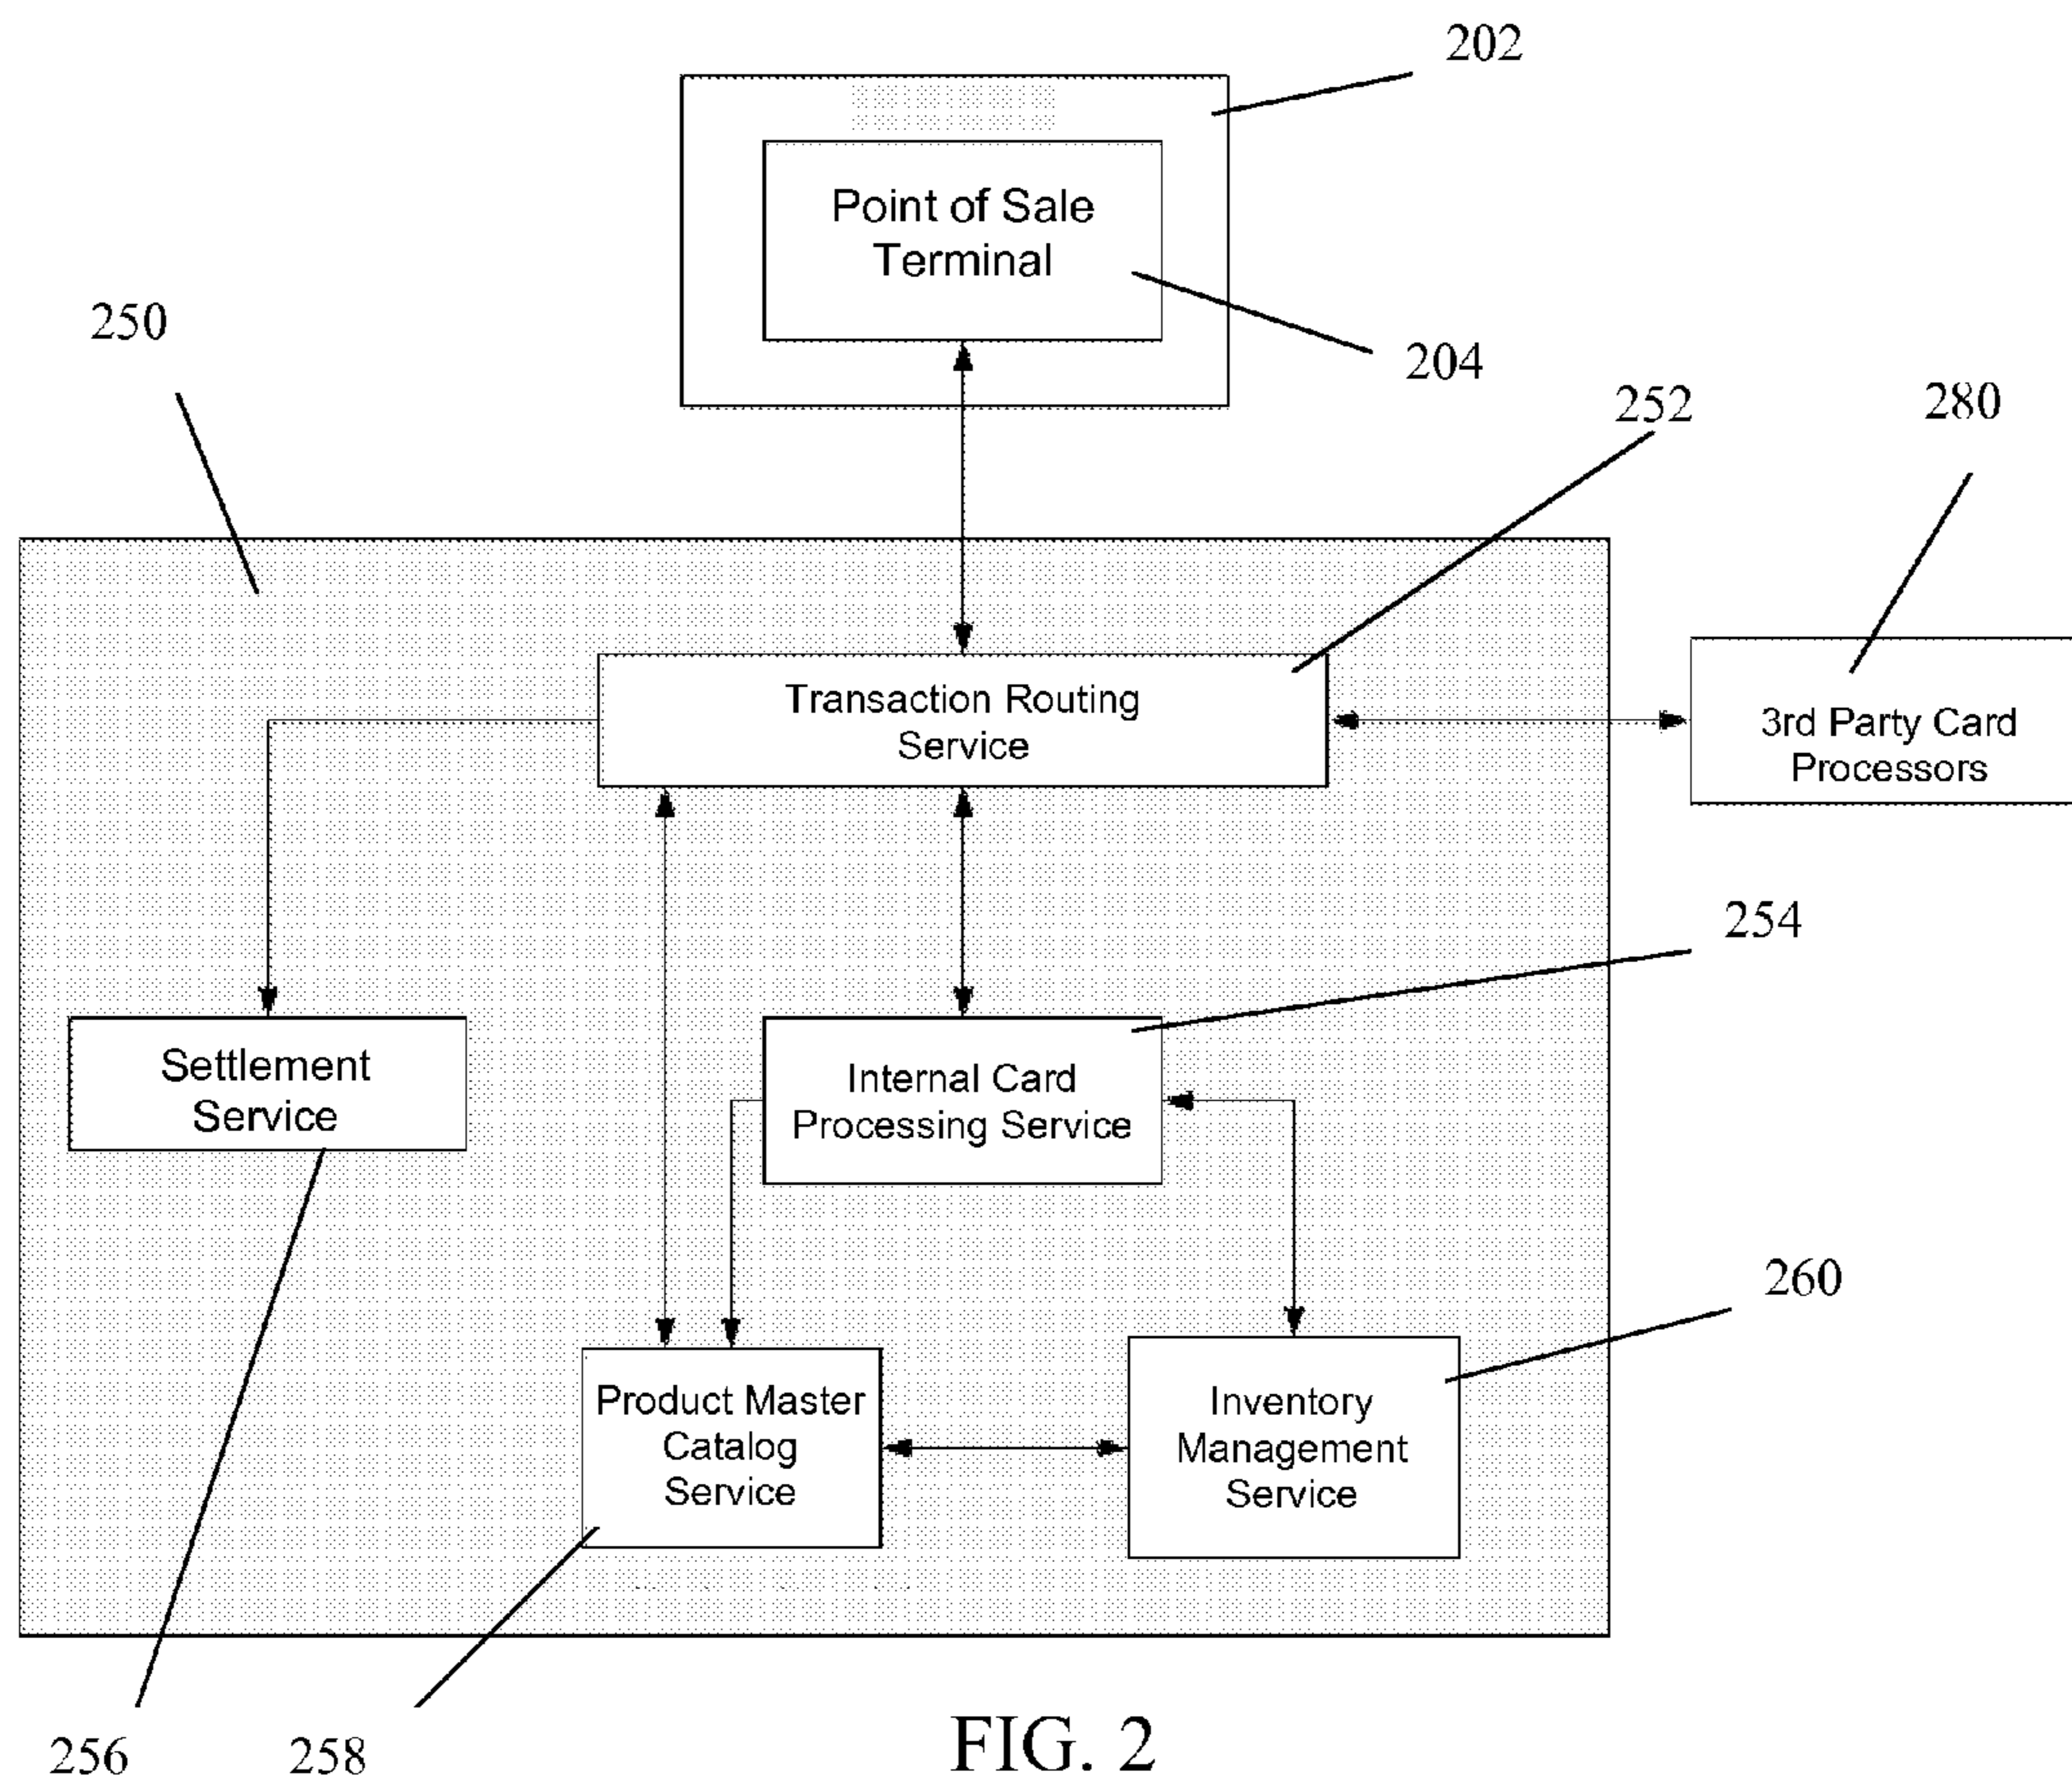 202
Point of Sale
Terminal
204
250
252
280
Transaction Routing
Service
3rd Party Card
Processors
254
Settlement
Service
Internal Card
Processing Service
260
Product Master
Catalog
Service
Inventory
Management
Service
256
258
FIG. 2